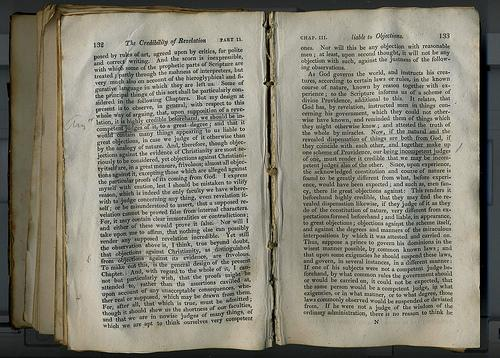 132 The Credibility of Revelation PART II.
posed by rules of art, agreed upon by critics, for polite
and correct writing. And the scorn is inexpressible,
with which some of the prophetic parts of Scripture are
treated; partly through the rashness of interpreters, but
very much also on account of the hieroglyphical and fi-
gurative language in which they are left us. Some of
the principal things of this sort shall be particularly con-
sidered in the following Chapters. But my design at
present is to observe, in general, with respect to this
whole way of arguing, that, upon supposition of a reve-
lation, it is highly credible beforehand, we should be in-
competent judges of it, to a great degree; and that it
would contain many things appearing to us liable to
great objections, in case we judge of it otherwise than
by the analogy of nature. And, therefore, though objec-
tions against the evidence of Christianity are most se-
riously to be considered, yet objections against Christiani-
ty itself are, in a great measure, frivolous; almost all objec-
tions against it, excepting those which are alleged against
the particular proofs of its coming from God. I express
myself with caution, lest I should be mistaken to vilify
reason, which is indeed the only faculty we have where-
with to judge concerning any thing, even revelation it-
self; or be misunderstood to assert, that a supposed re-
velation cannot be proved false from internal characters.
For, it may contain clear immoralities or contradictions;
and either of these would prove it false. Nor will I
take upon me to affirm, that nothing else can possibly
render any supposed revelation incredible. Yet still
the observation above is, I think, true beyond doubt,
that objections against Christianity, as distinguished
from objections against its evidence, are frivolous.
To make out this, is the general design of the present
Chapter. And, with regard to the whole of it, I can-
not but particularly wish, that the proofs might be
attended to, rather than the assertions cavilled at,
upon account of any unacceptable consequences, whe-
ther real or supposed, which may be drawn from them.
For, after all, that which is true, must be admitted;
though it should show us the shortness of our faculties,
and that we are in nowise judges of many things, of
which we are apt to think ourselves very competent
CHAP. III. liable to Objections. 133
ones. Nor will this be any objection with reasonable
men; at least, upon second thought, it will not be any
objection with such, against the justness of the follow-
ing observations.
As God governs the world, and instructs his crea-
tures, according to certain laws or rules, in the known
course of nature, known by reason together with ex-
perience; so the Scripture informs us of a scheme of
divine Providence, additional to this. It relates, that
God has, by revelation, instructed men in things con-
cerning his government, which they could not other-
wise have known, and reminded them of things which
they might otherwise know; and attested the truth of
the whole by miracles. Now, if the natural and the
revealed dispensation of things are both from God, if
they coincide with each other, and together make up
one scheme of Providence, our being incompetent judges
of one, must render it credible that we may be incom-
petent judges also of the other. Since, upon experience,
the acknowledged constitution and course of nature is
found to be greatly different from what, before experi-
ence, would have been expected; and such as, men fan-
cy, there lie great objections against: This renders it
beforehand highly credible, that they may find the re-
vealed dispensation likewise, if they judge of it as they
do of the constitution of nature, very different from ex-
pectations formed beforehand; and liable, in appearance,
to great objections; objections against the scheme itself,
and against the degrees and manners of the miraculous
interpositions by which it was attested and carried on.
Thus, suppose a prince to govern his dominions in the
wisest manner possible, by common known laws; and
that upon some exigencies he should suspend these laws,
and govern, in several instances, in a different manner:
If one of his subjects were not a competent judge be-
forehand, by what common rules the government should
or would be carried on; it could not be expected, that
the same person would be a competent judge, in what
exigencies, or in what manner, or to what degree, those
laws commonly observed would be suspended or deviated
from. If he were not a judge of the wisdom of the
ordinary administration, there is no reason to think he
N